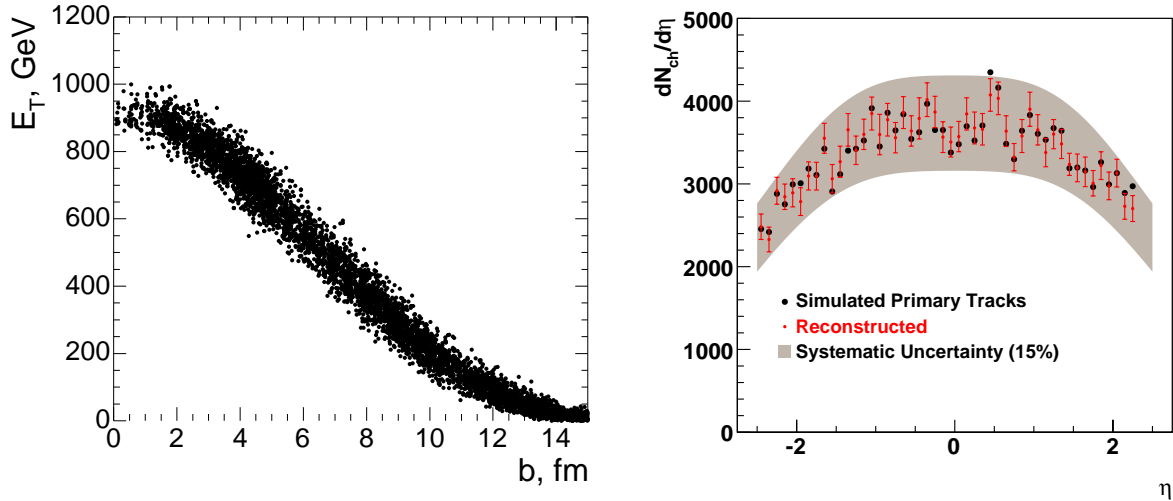 E_T, GeV
1200
1000
800
600
400
200
0
0 2 4 6 8 10 12 14
b, fm
dN_ch/dη
5000
4000
3000
2000
1000
0
Simulated Primary Tracks
Reconstructed
Systematic Uncertainty (15%)
-2 0 2
η